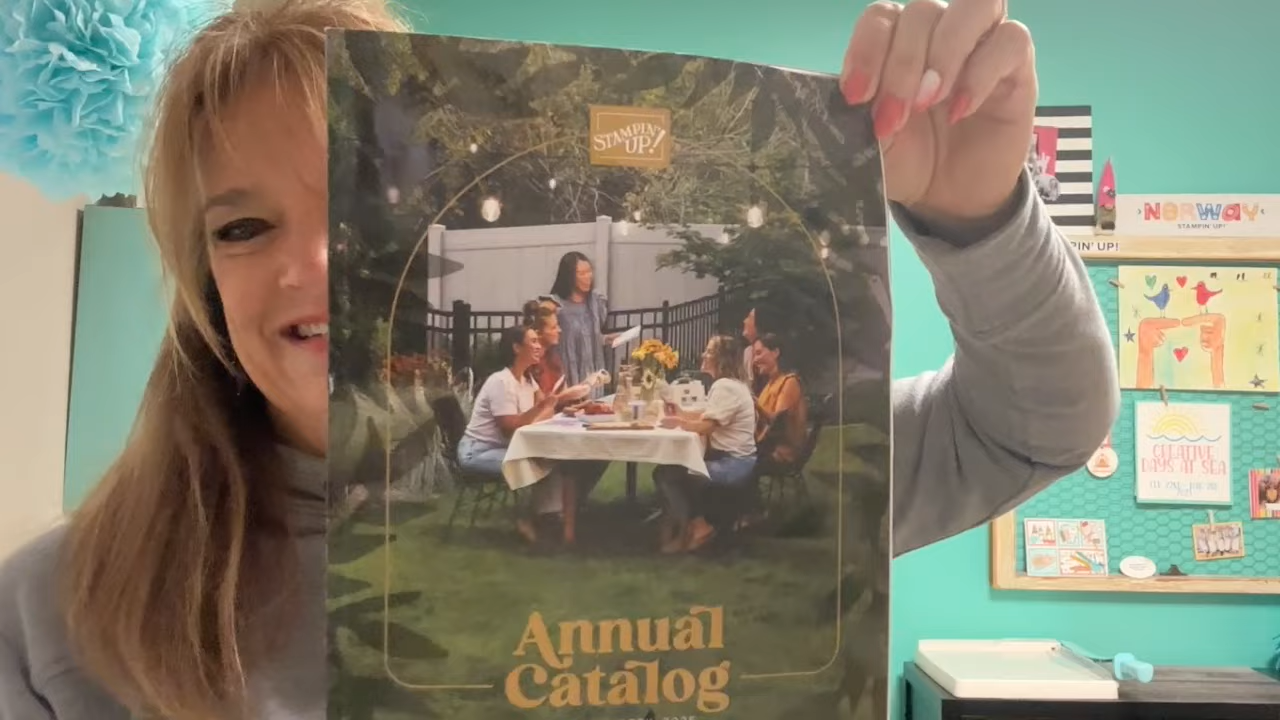 STAMPIN'
UP!
Annual
Catalog
NORWAY
STAMPIN' UP!
PIN' UP!
CREATIVE
DAYS AT SEA